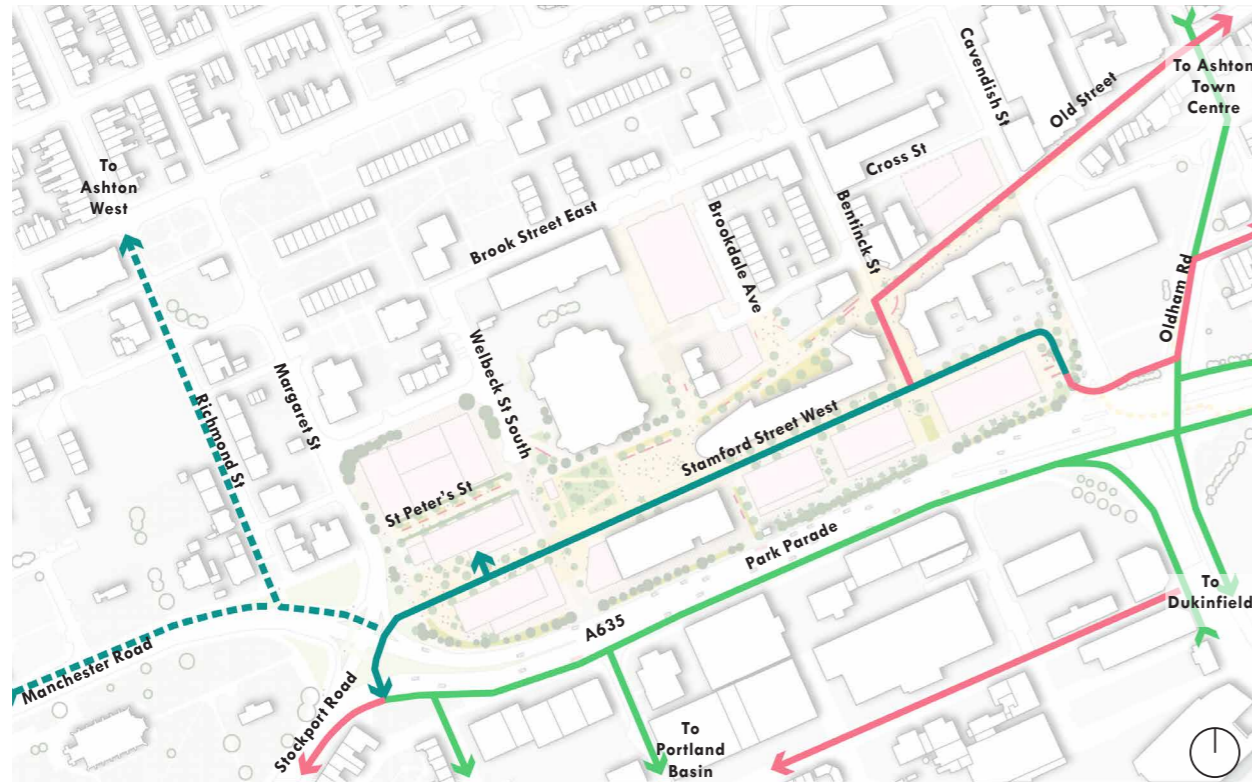 Cavendish St
Old Street
To Ashton
Town
Centre
To
Ashton
West
Cross St
Brook Street East
Brookdale Ave
Bentinck St
Oldham Rd
Margaret St
Welbeck St South
Richmond St
Stamford Street West
St Peter's St
Park Parade
A635
To
Dukinfield
Manchester Road
Stockport Road
To
Portland
Basin